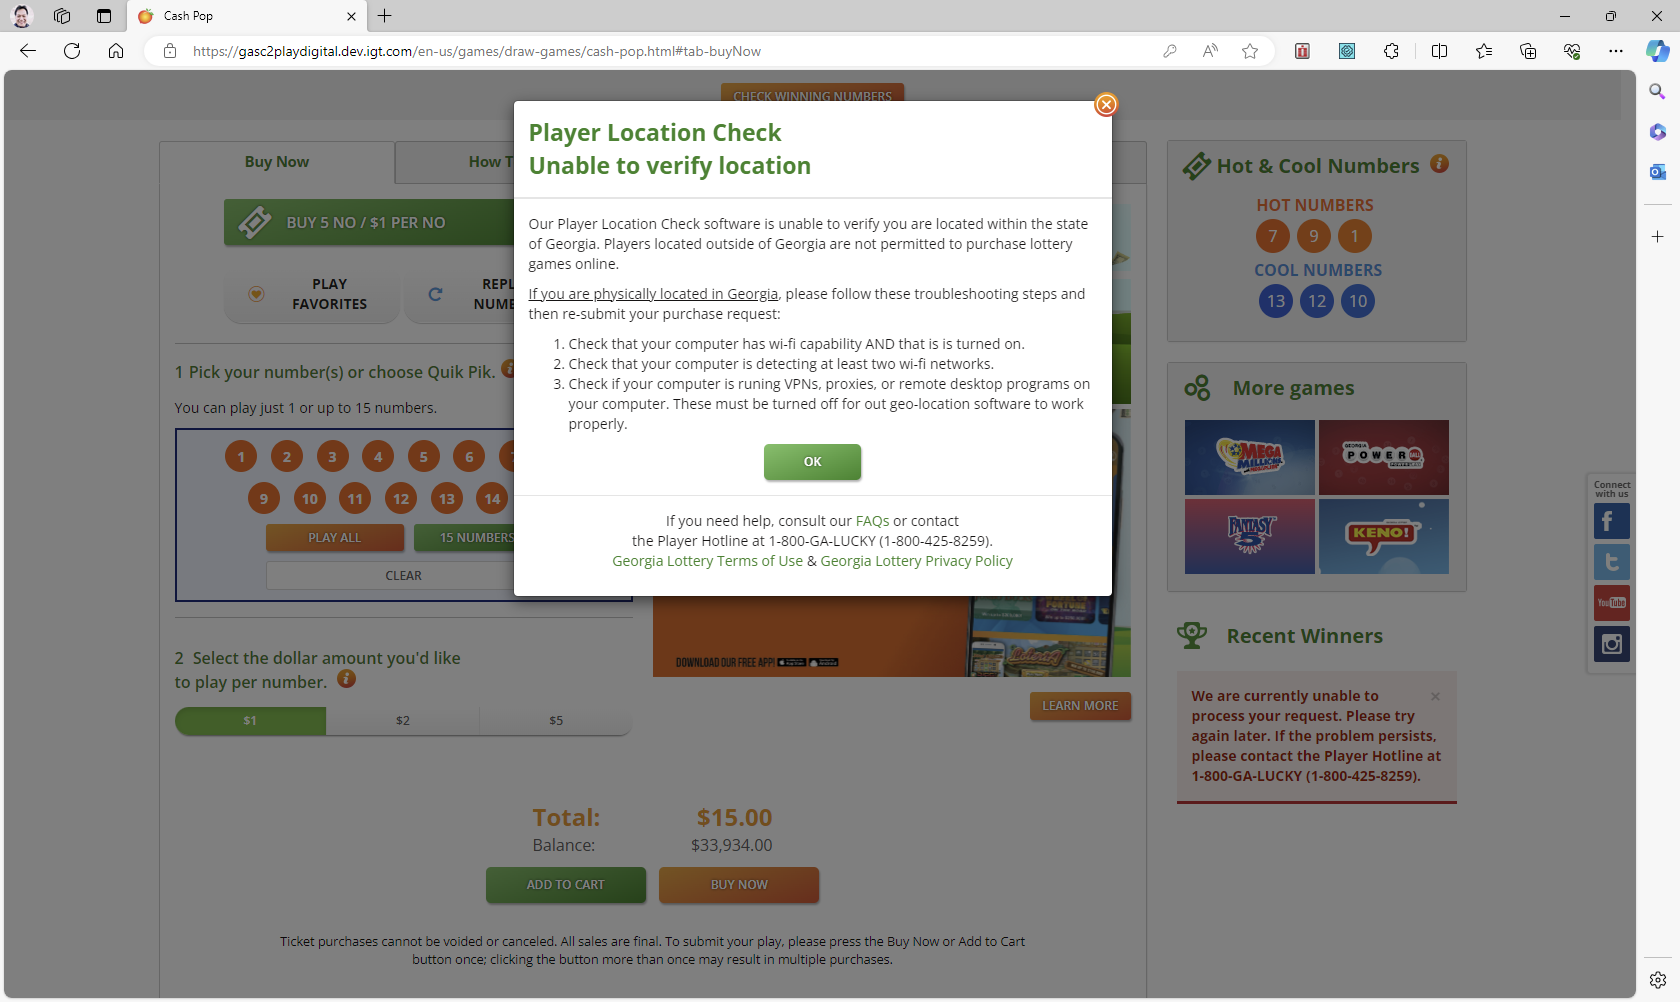 Cash Pop
https://gasc2playdigital.dev.igt.com/en-us/games/draw-games/cash-pop.html#tab-buyNow
CHECK WINNING NUMBERS
Player Location Check
Unable to verify location
Our Player Location Check software is unable to verify you are located within the state
of Georgia. Players located outside of Georgia are not permitted to purchase lottery
games online.
If you are physically located in Georgia, please follow these troubleshooting steps and
then re-submit your purchase request:
1. Check that your computer has wi-fi capability AND that is is turned on.
2. Check that your computer is detecting at least two wi-fi networks.
3. Check if your computer is runing VPNs, proxies, or remote desktop programs on
your computer. These must be turned off for out geo-location software to work
properly.
OK
If you need help, consult our FAQs or contact
the Player Hotline at 1-800-GA-LUCKY (1-800-425-8259).
Georgia Lottery Terms of Use & Georgia Lottery Privacy Policy
Buy Now
How T
BUY 5 NO / $1 PER NO
PLAY
FAVORITES
REPL
NUME
1 Pick your number(s) or choose Quik Pik.
You can play just 1 or up to 15 numbers.
1 2 3 4 5 6 7
9 10 11 12 13 14
PLAY ALL
15 NUMBERS
CLEAR
2 Select the dollar amount you'd like
to play per number.
$1
$2
$5
DOWNLOAD OUR FREE APP!
LEARN MORE
Total: $15.00
Balance: $33,934.00
ADD TO CART
BUY NOW
Ticket purchases cannot be voided or canceled. All sales are final. To submit your play, please press the Buy Now or Add to Cart
button once; clicking the button more than once may result in multiple purchases.
Hot & Cool Numbers
HOT NUMBERS
7 9 1
COOL NUMBERS
13 12 10
More games
MEGA
MILLIONS
GEORGIA
POWERBALL
FANTASY
5
KENO!
Recent Winners
We are currently unable to
process your request. Please try
again later. If the problem persists,
please contact the Player Hotline at
1-800-GA-LUCKY (1-800-425-8259).
Connect
with us
YouTube